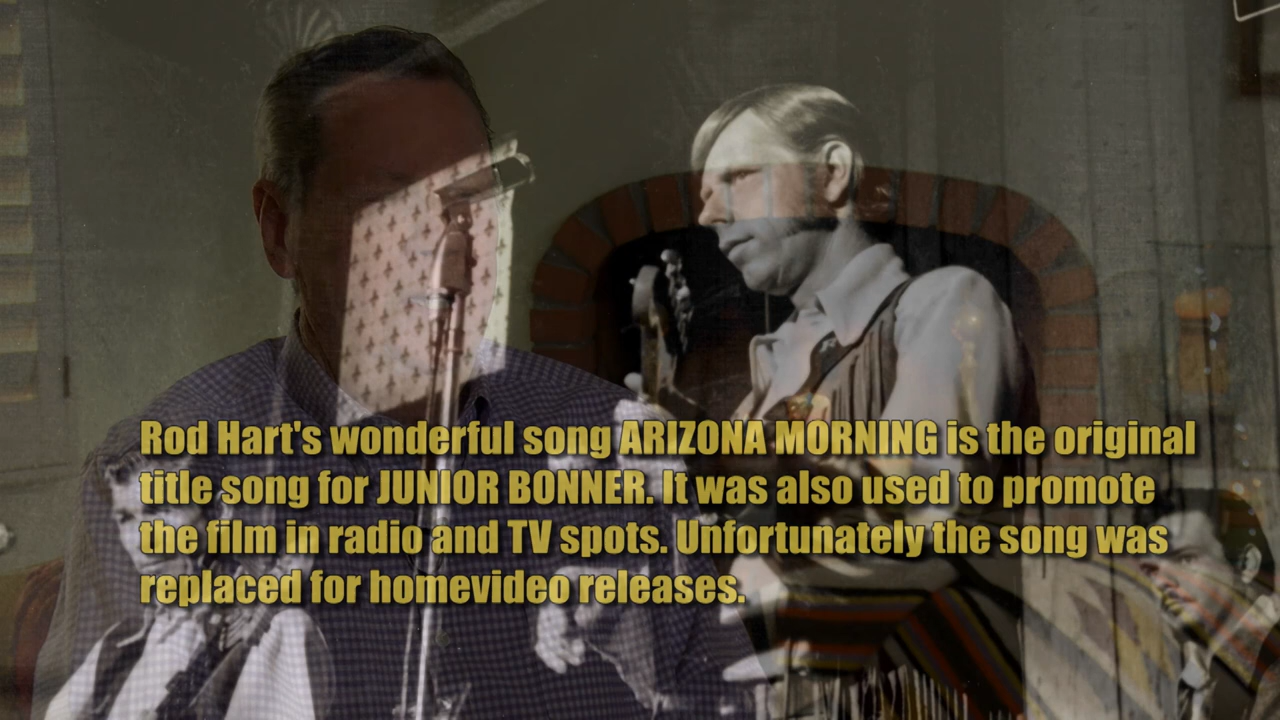 Rod Hart's wonderful song ARIZONA MORNING is the original
title song for JUNIOR BONNER. It was also used to promote
the film in radio and TV spots. Unfortunately the song was
replaced for homevideo releases.